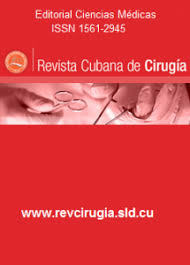 Editorial Ciencias Médicas
ISSN 1561-2945
Revista Cubana de Cirugía
www.revcirugia.sld.cu